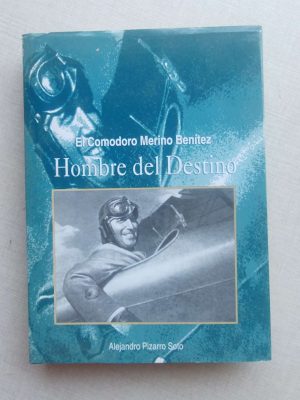 El Comodoro Merino Benítez
Hombre del Destino
Alejandro Pizarro Soto